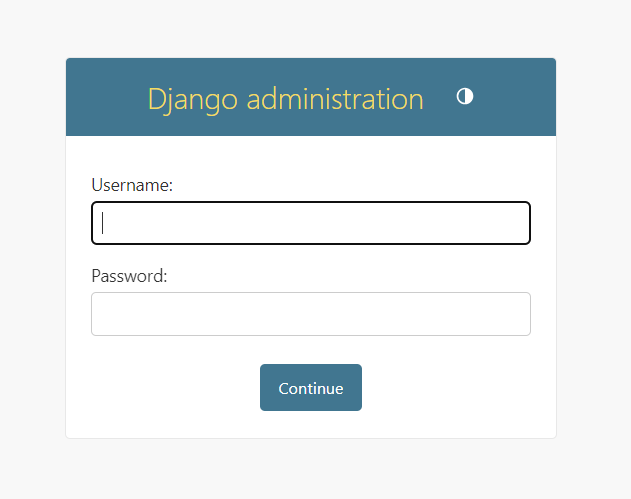 Django administration
Username:
Password:
Continue